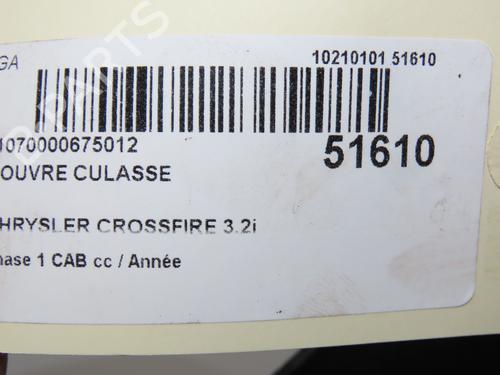 GA
10210101 51610
1070000675012
51610
OUVRE CULASSE
HRYSLER CROSSFIRE 3.2i
hase 1 CAB cc / Année